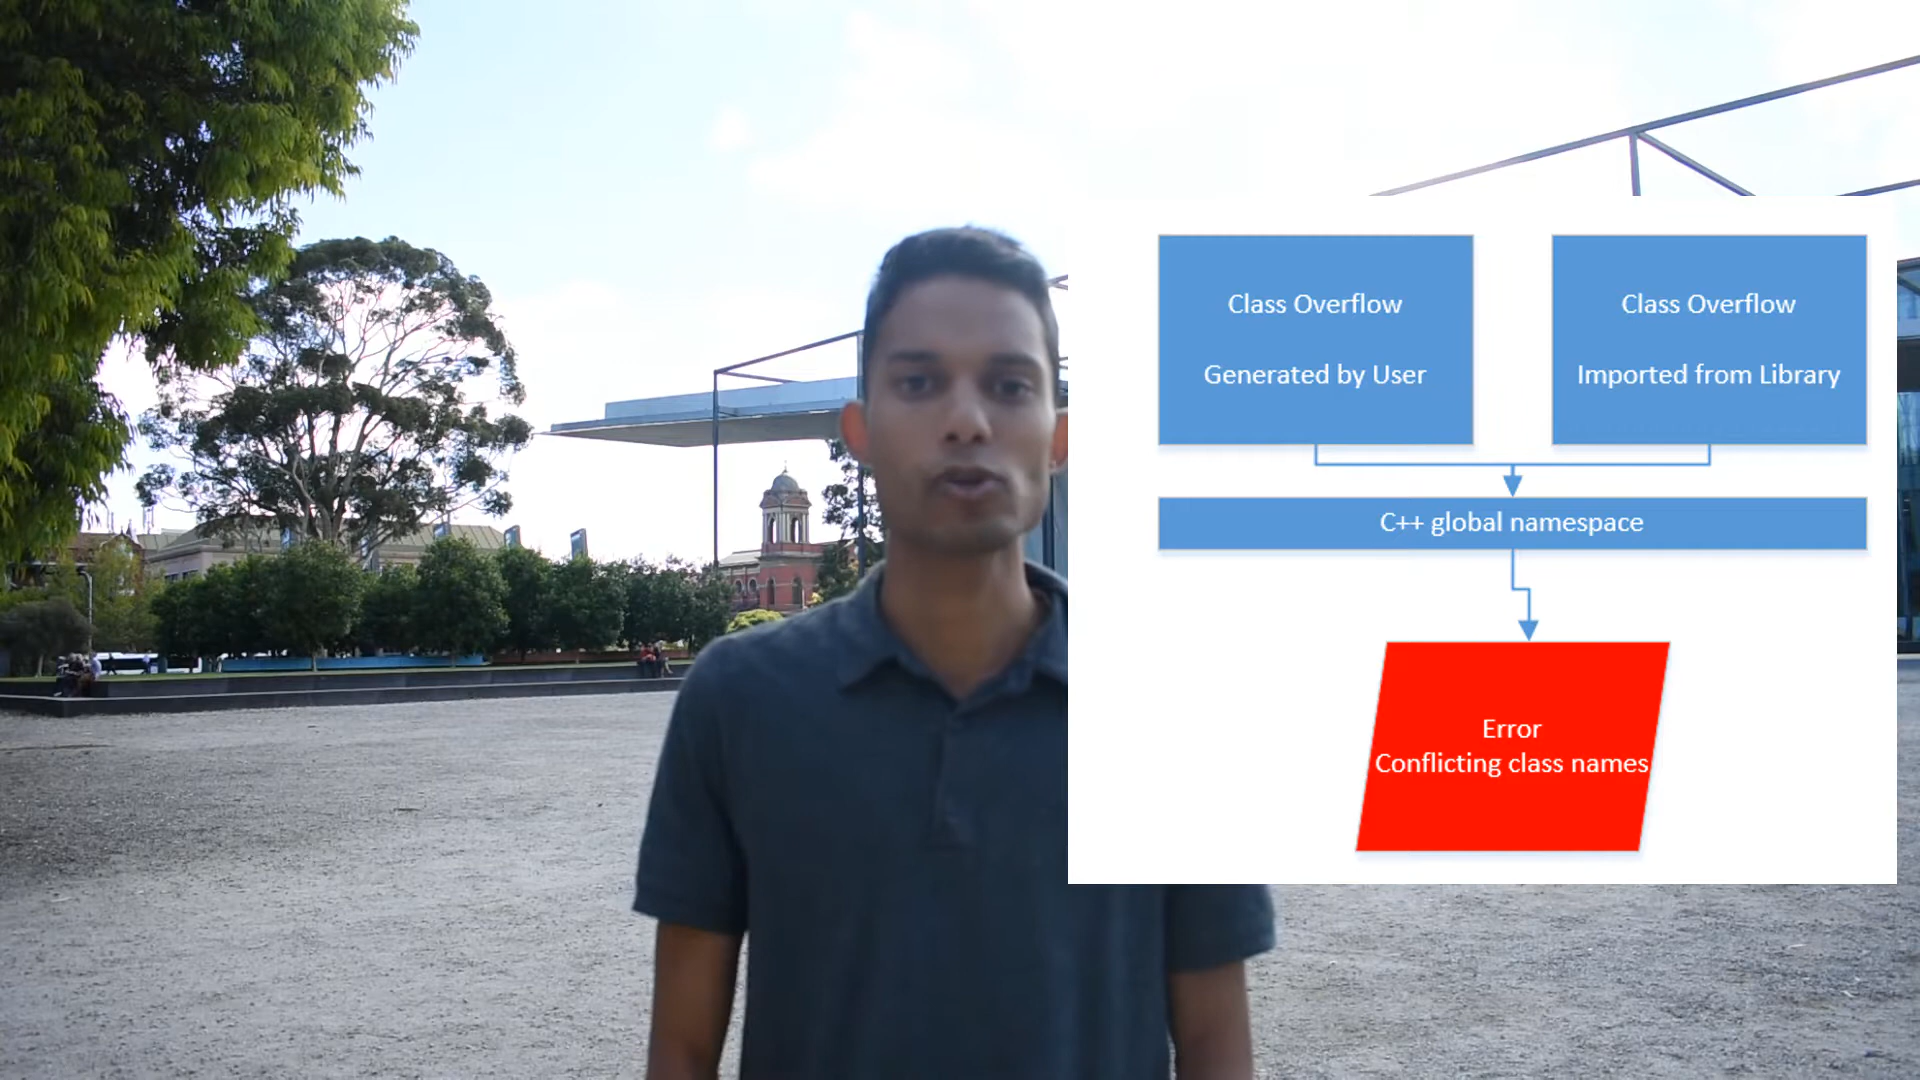 Class Overflow
Generated by User
Class Overflow
Imported from Library
C++ global namespace
Error
Conflicting class names